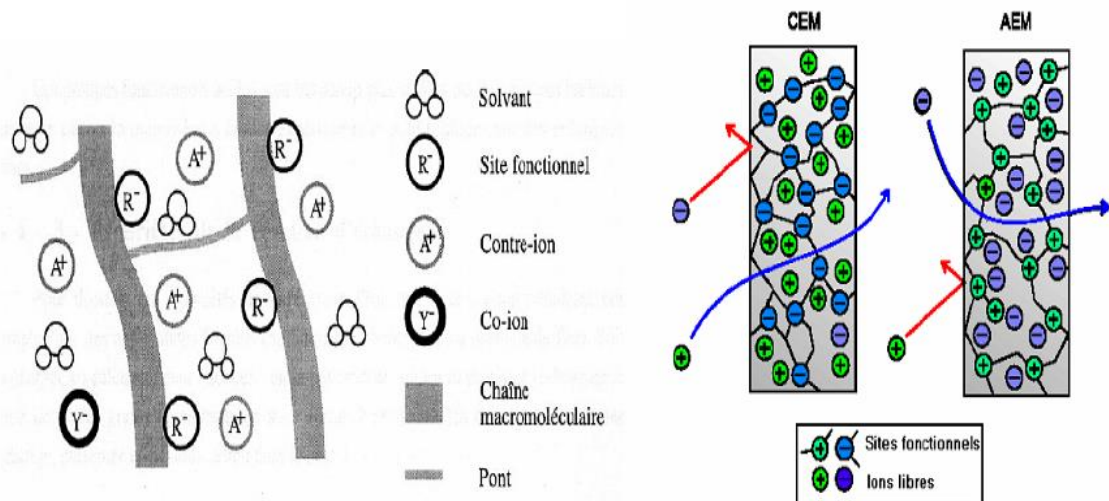 R⁻
A⁺
R⁻
A⁺
A⁺
A⁺
R⁻
Y⁻
R⁻
A⁺
Solvant
R⁻ Site fonctionnel
A⁺ Contre-ion
Y⁻ Co-ion
Chaîne
macromoléculaire
Pont
CEM
AEM
Sites fonctionnels
Ions libres